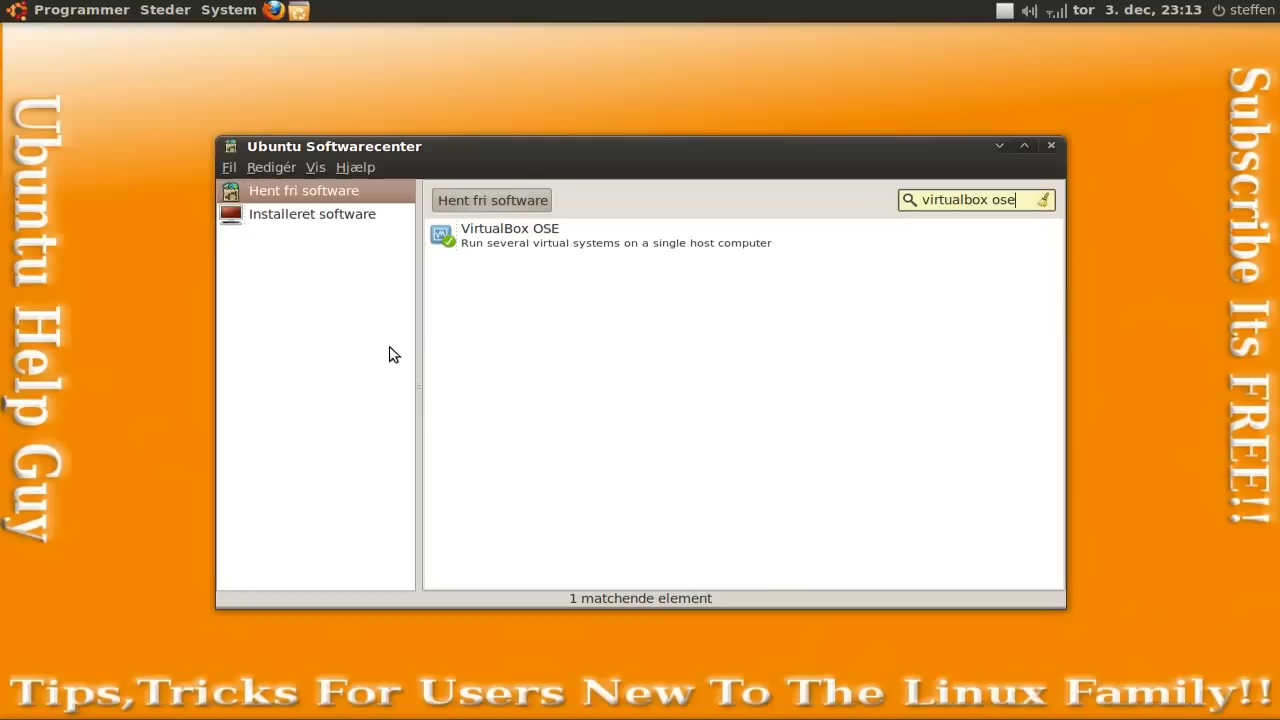 Programmer Steder System tor 3. dec, 23:13 steffen
Ubuntu Softwarecenter
Fil Redigér Vis Hjælp
Hent fri software
Installeret software
Hent fri software
virtualbox ose
VirtualBox OSE
Run several virtual systems on a single host computer
1 matchende element
Ubuntu Help Guy
Subscribe Its FREE!!
Tips,Tricks For Users New To The Linux Family!!